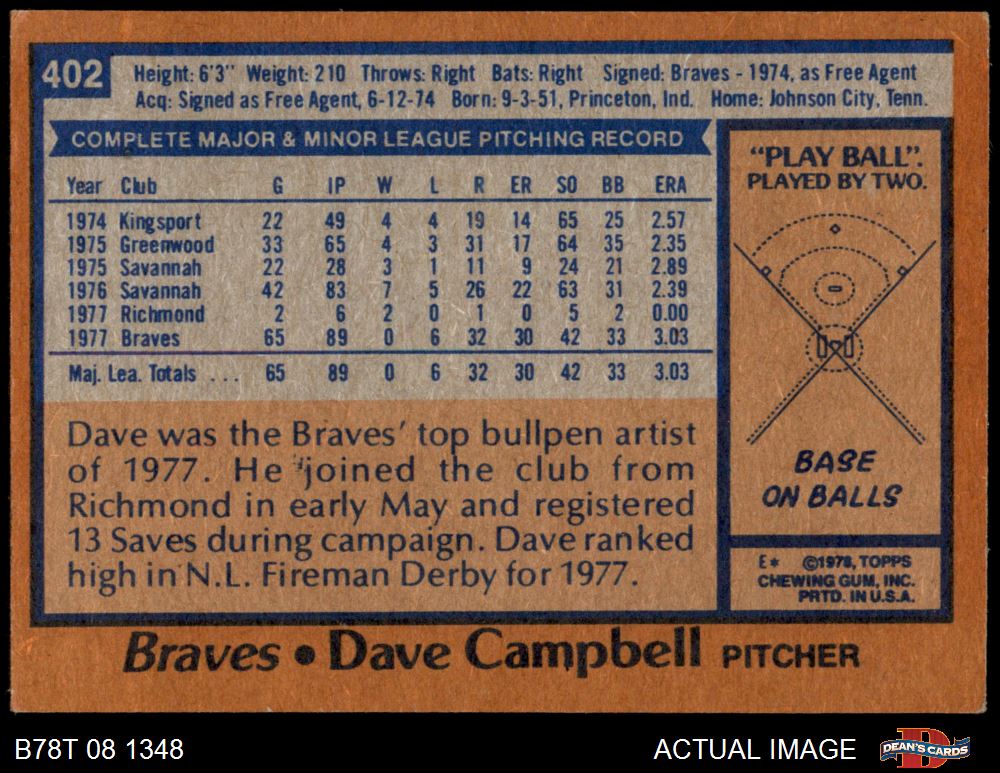 402
Height: 6'3" Weight: 210 Throws: Right Bats: Right Signed: Braves - 1974, as Free Agent
Acq: Signed as Free Agent, 6-12-74 Born: 9-3-51, Princeton, Ind. Home: Johnson City, Tenn.
COMPLETE MAJOR & MINOR LEAGUE PITCHING RECORD
Year Club G IP W L R ER SO BB ERA
1974 Kingsport 22 49 4 4 19 14 65 25 2.57
1975 Greenwood 33 65 4 3 31 17 64 35 2.35
1975 Savannah 22 28 3 1 11 9 24 21 2.89
1976 Savannah 42 83 7 5 26 22 63 31 2.39
1977 Richmond 2 6 2 0 1 0 5 2 0.00
1977 Braves 65 89 0 6 32 30 42 33 3.03
Maj. Lea. Totals ... 65 89 0 6 32 30 42 33 3.03
Dave was the Braves' top bullpen artist
of 1977. He joined the club from
Richmond in early May and registered
13 Saves during campaign. Dave ranked
high in N.L. Fireman Derby for 1977.
"PLAY BALL".
PLAYED BY TWO.
BASE
ON BALLS
E* ©1978, TOPPS
CHEWING GUM, INC.
PRTD. IN U.S.A.
Braves • Dave Campbell PITCHER
B78T 08 1348 ACTUAL IMAGE
DEAN'S CARDS